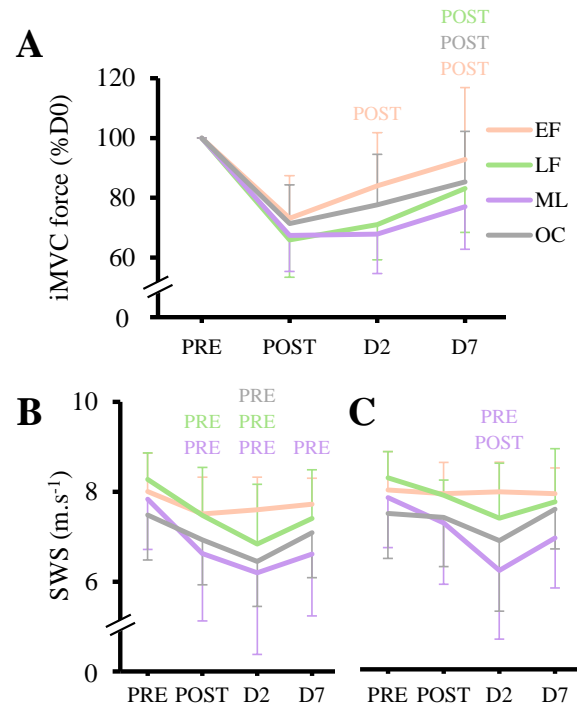 A
POST
POST
POST
POST
iMVC force (%D0)
120
100
80
60
0
PRE POST D2 D7
EF
LF
ML
OC
B
PRE
PRE PRE
PRE PRE PRE
SWS (m.s⁻¹)
10
8
6
0
PRE POST D2 D7
C
PRE
POST
PRE POST D2 D7